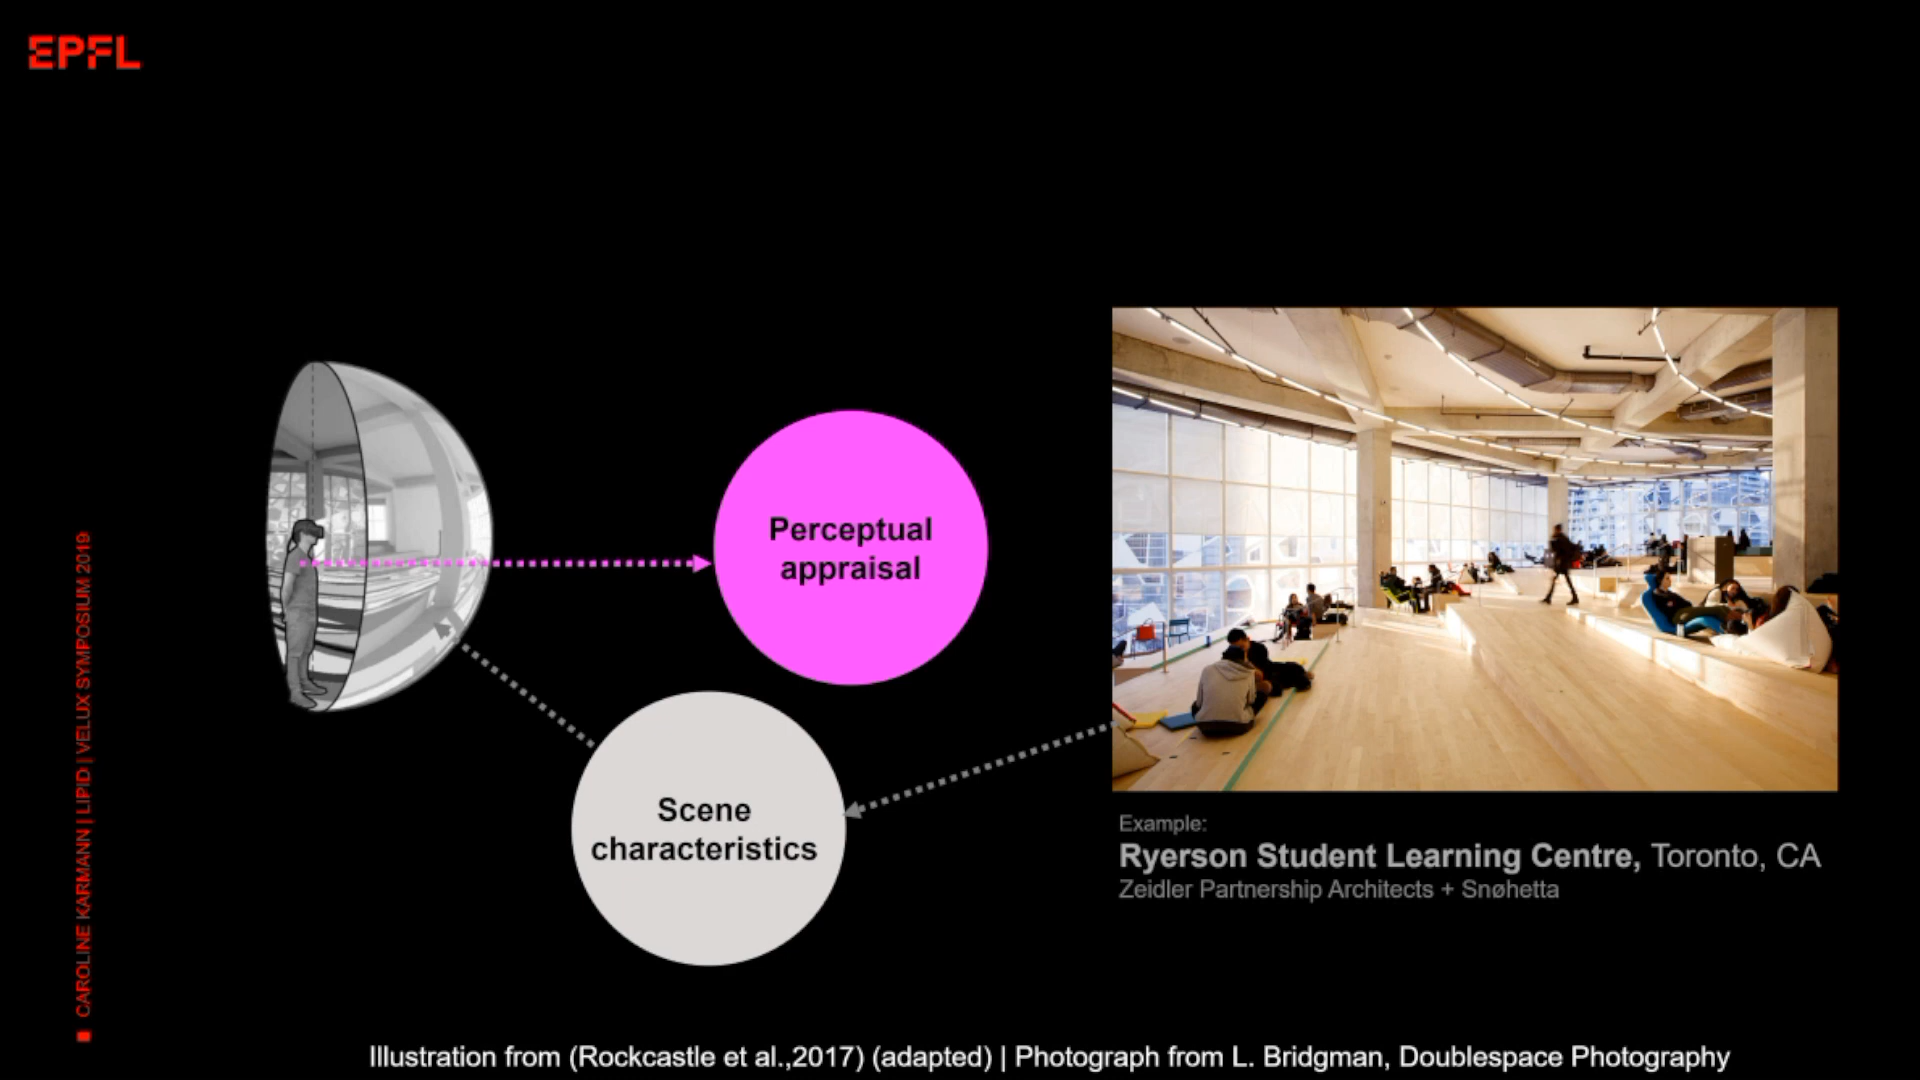 EPFL
Perceptual
appraisal
Scene
characteristics
Example:
Ryerson Student Learning Centre, Toronto, CA
Zeidler Partnership Architects + Snøhetta
CAROLINE KARMANN | LIPID | VELUX SYMPOSIUM 2019
Illustration from (Rockcastle et al.,2017) (adapted) | Photograph from L. Bridgman, Doublespace Photography